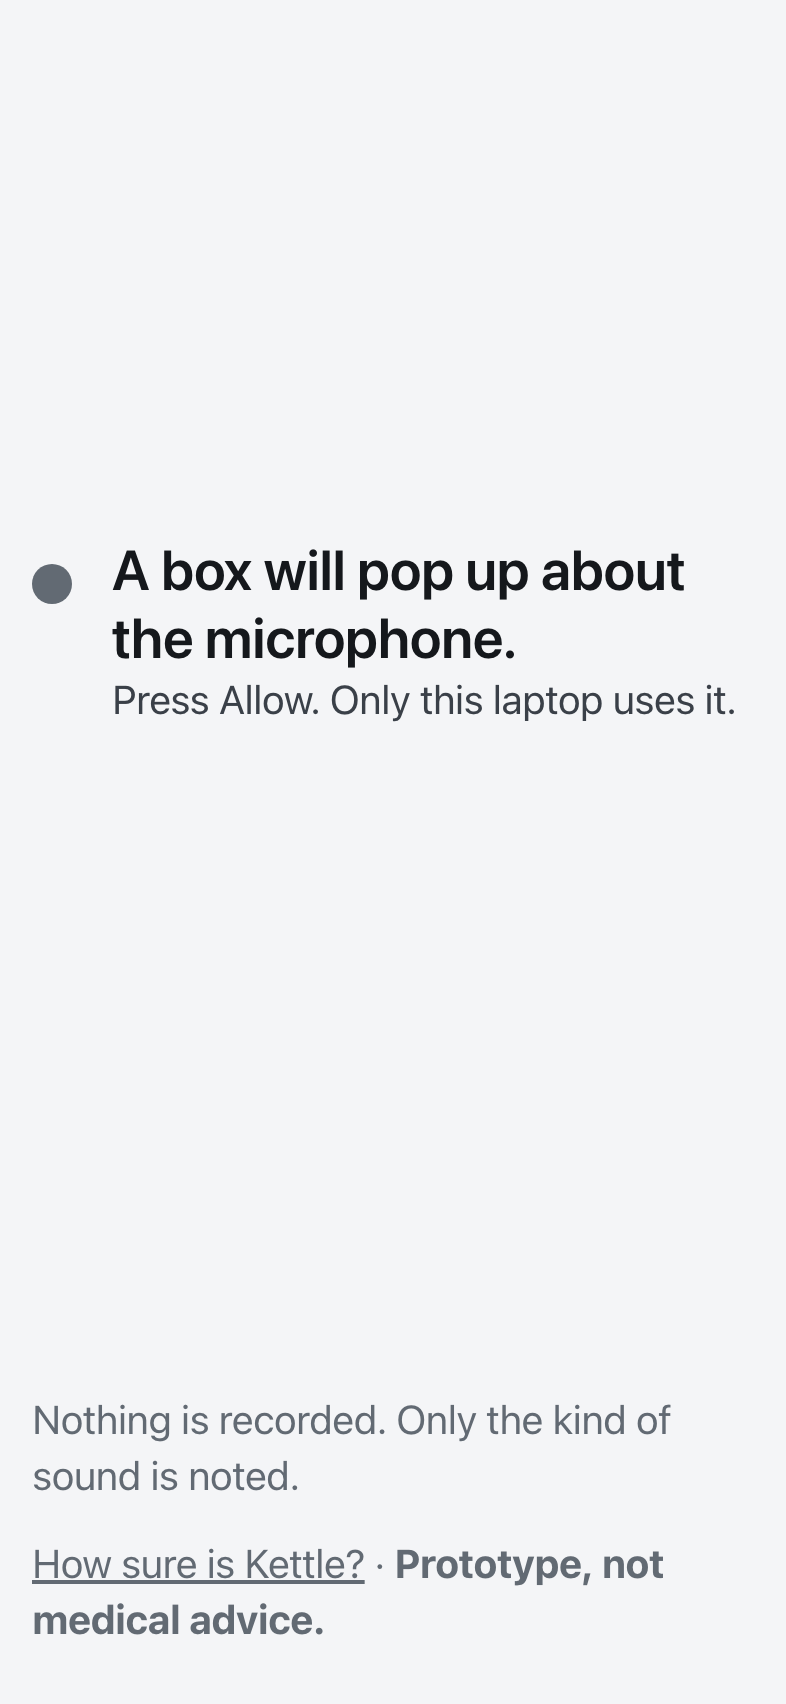 A box will pop up about
the microphone.
Press Allow. Only this laptop uses it.
Nothing is recorded. Only the kind of
sound is noted.
How sure is Kettle? · Prototype, not
medical advice.